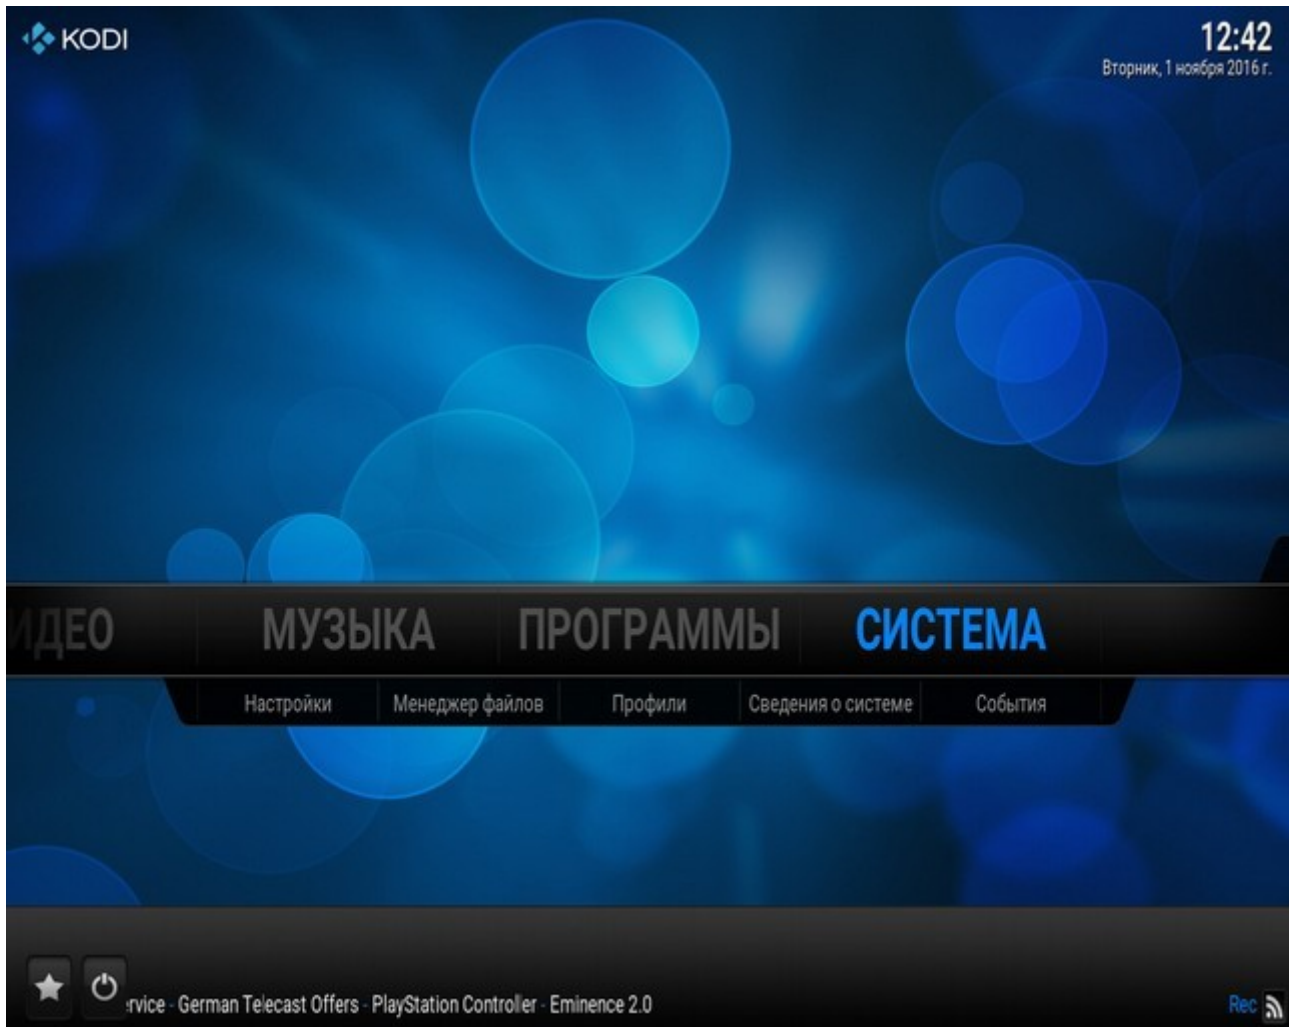 KODI
12:42
Вторник, 1 ноября 2016 г.
МУЗЫКА ПРОГРАММЫ СИСТЕМА
Настройки Менеджер файлов Профили Сведения о системе События
German Telecast Offers - PlayStation Controller - Eminence 2.0
Rec